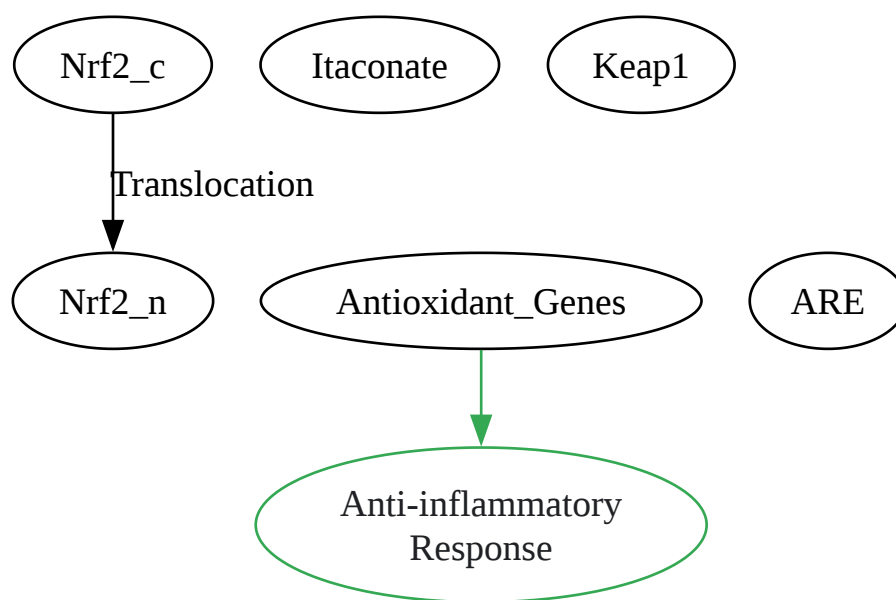 Nrf2_c
Itaconate
Keap1
Translocation
Nrf2_n
Antioxidant_Genes
ARE
Anti-inflammatory
Response